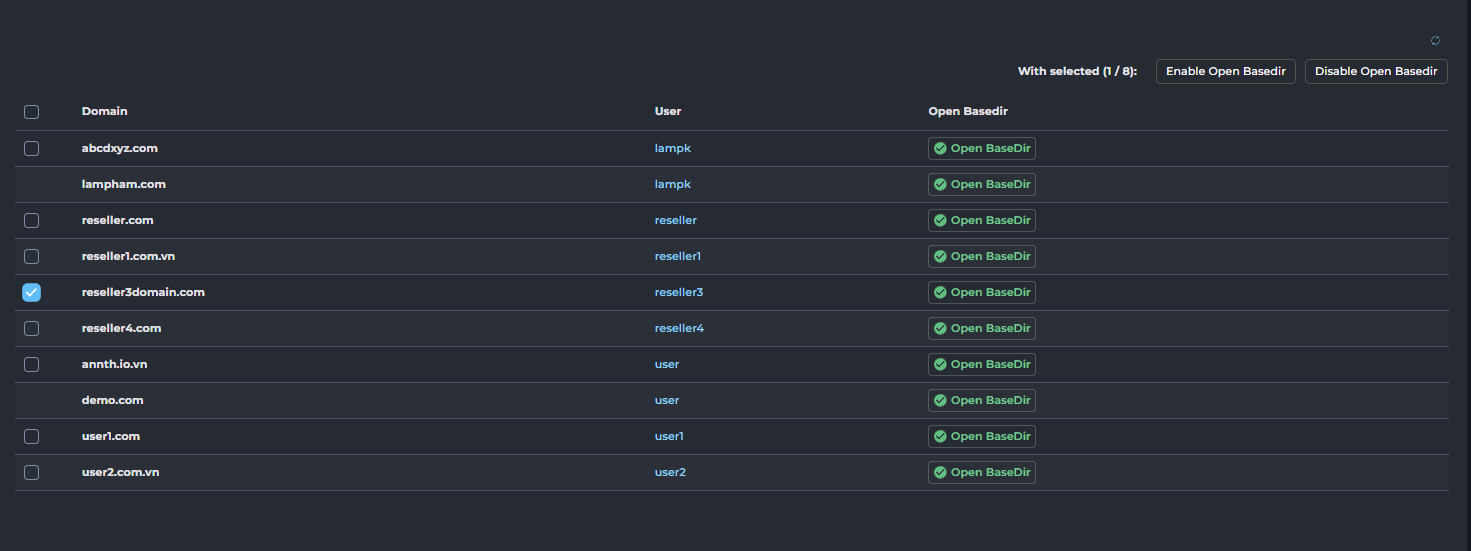 With selected (1 / 8): Enable Open Basedir Disable Open Basedir
Domain User Open Basedir
abcdxyz.com lampk Open BaseDir
lampham.com lampk Open BaseDir
reseller.com reseller Open BaseDir
reseller1.com.vn reseller1 Open BaseDir
reseller3domain.com reseller3 Open BaseDir
reseller4.com reseller4 Open BaseDir
annth.io.vn user Open BaseDir
demo.com user Open BaseDir
user1.com user1 Open BaseDir
user2.com.vn user2 Open BaseDir